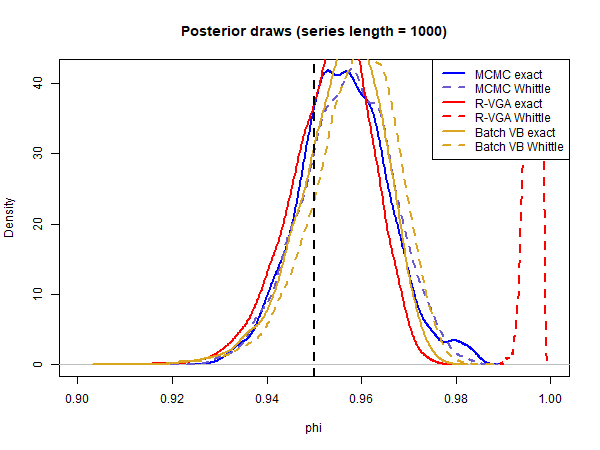 Posterior draws (series length = 1000)
MCMC exact
MCMC Whittle
R-VGA exact
R-VGA Whittle
Batch VB exact
Batch VB Whittle
Density
40
30
20
10
0
0.90 0.92 0.94 0.96 0.98 1.00
phi